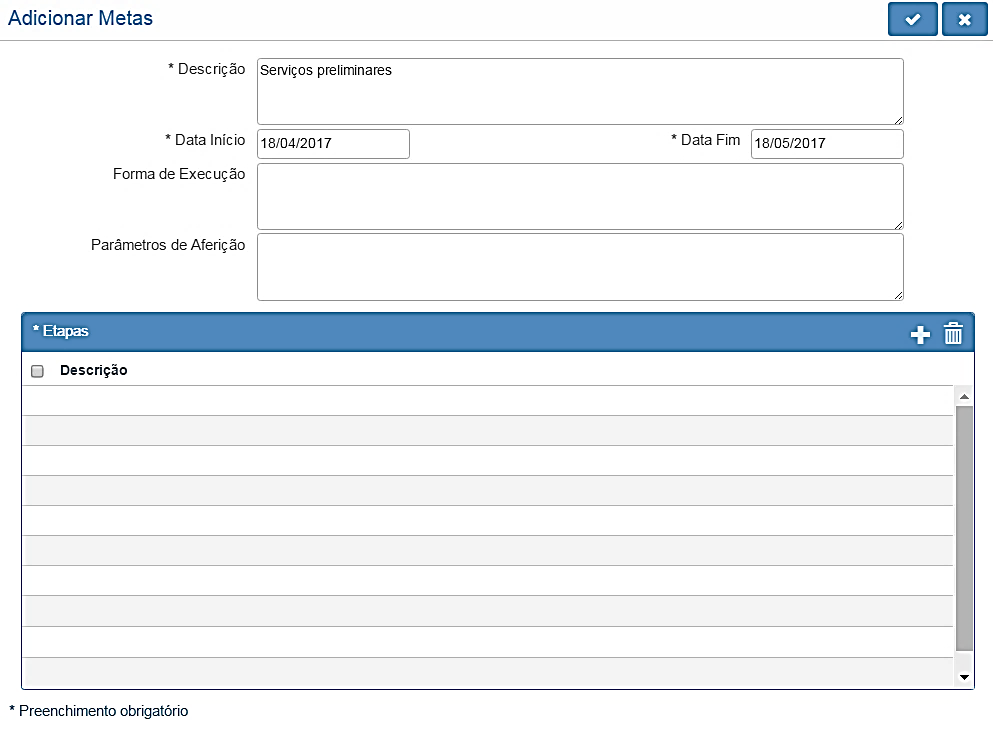 Adicionar Metas
* Descrição Serviços preliminares
* Data Início 18/04/2017 * Data Fim 18/05/2017
Forma de Execução
Parâmetros de Aferição
* Etapas
Descrição
* Preenchimento obrigatório